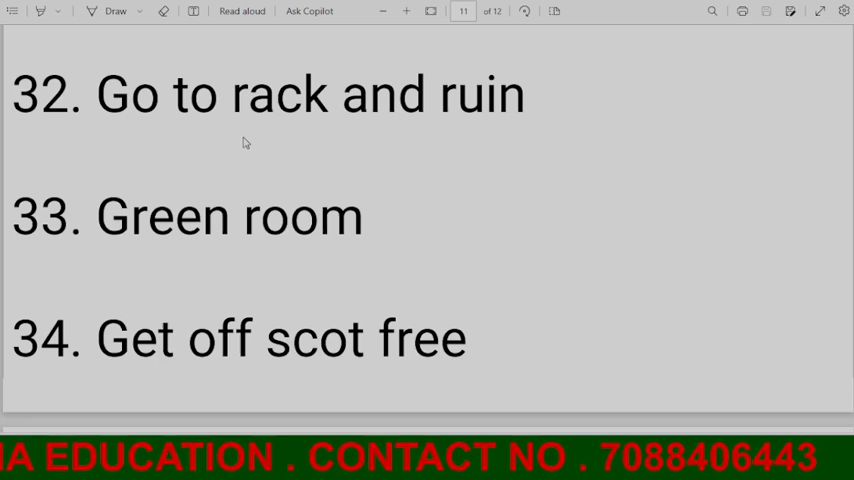 Draw
Read aloud
Ask Copilot
11 of 12
32. Go to rack and ruin
33. Green room
34. Get off scot free
EDUCATION . CONTACT NO . 7088406443